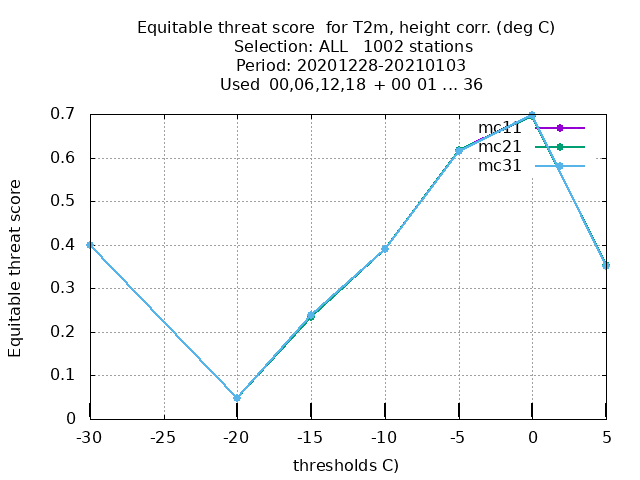 Equitable threat score  for T2m, height corr. (deg C)
Selection: ALL   1002 stations
Period: 20201228-20210103
Used  00,06,12,18  + 00 01 ... 36
mc11
mc21
mc31
Equitable threat score
0.7
0.6
0.5
0.4
0.3
0.2
0.1
0
-30
-25
-20
-15
-10
-5
0
5
thresholds C)